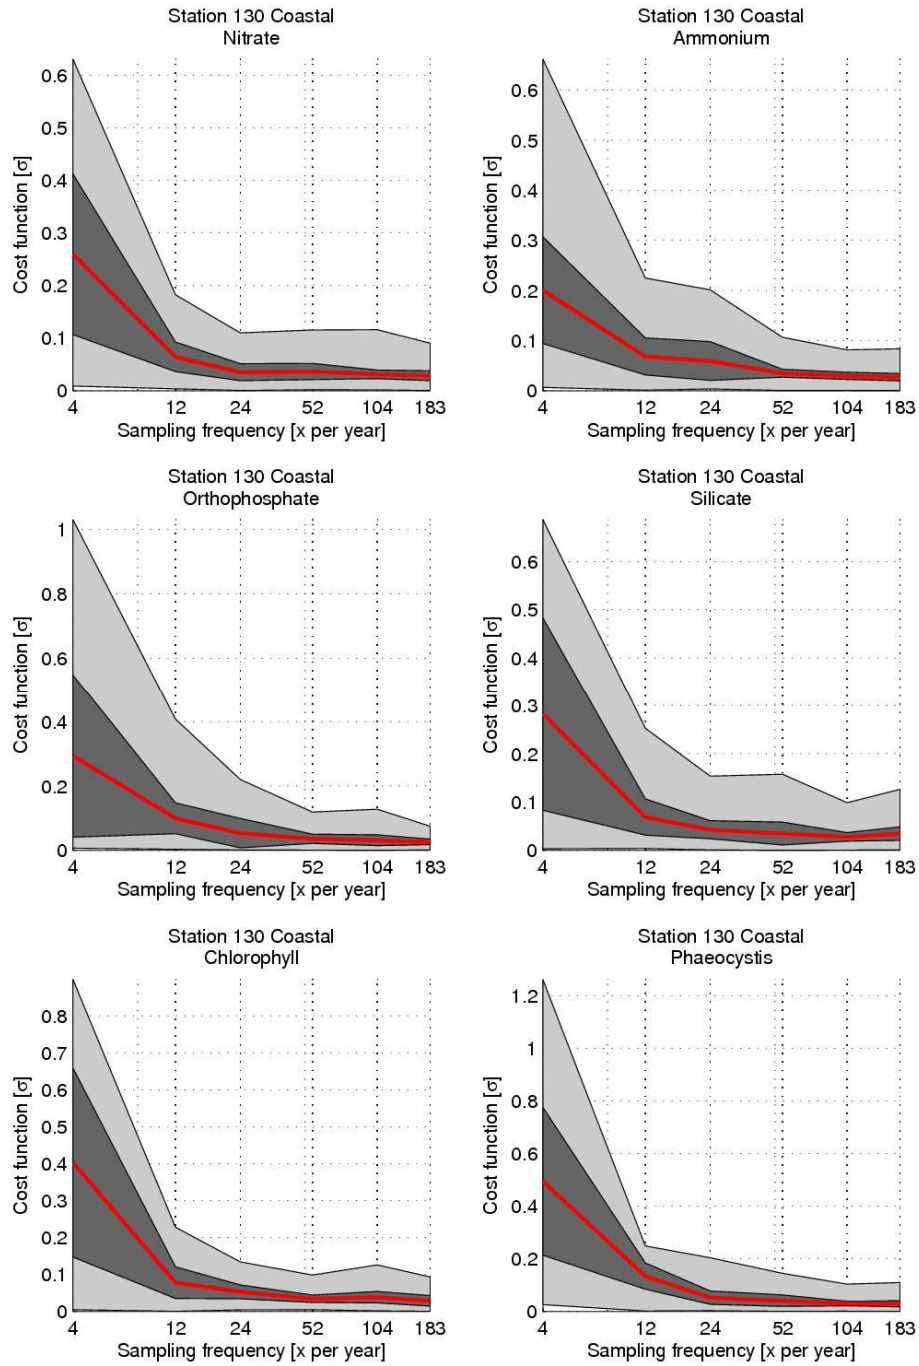 Station 130 Coastal
Nitrate
Cost function [σ]
0.6
0.5
0.4
0.3
0.2
0.1
0
4 12 24 52 104 183
Sampling frequency [x per year]
Station 130 Coastal
Ammonium
Cost function [σ]
0.6
0.5
0.4
0.3
0.2
0.1
0
4 12 24 52 104 183
Sampling frequency [x per year]
Station 130 Coastal
Orthophosphate
Cost function [σ]
1
0.8
0.6
0.4
0.2
0
4 12 24 52 104 183
Sampling frequency [x per year]
Station 130 Coastal
Silicate
Cost function [σ]
0.6
0.5
0.4
0.3
0.2
0.1
0
4 12 24 52 104 183
Sampling frequency [x per year]
Station 130 Coastal
Chlorophyll
Cost function [σ]
0.8
0.7
0.6
0.5
0.4
0.3
0.2
0.1
0
4 12 24 52 104 183
Sampling frequency [x per year]
Station 130 Coastal
Phaeocystis
Cost function [σ]
1.2
1
0.8
0.6
0.4
0.2
0
4 12 24 52 104 183
Sampling frequency [x per year]